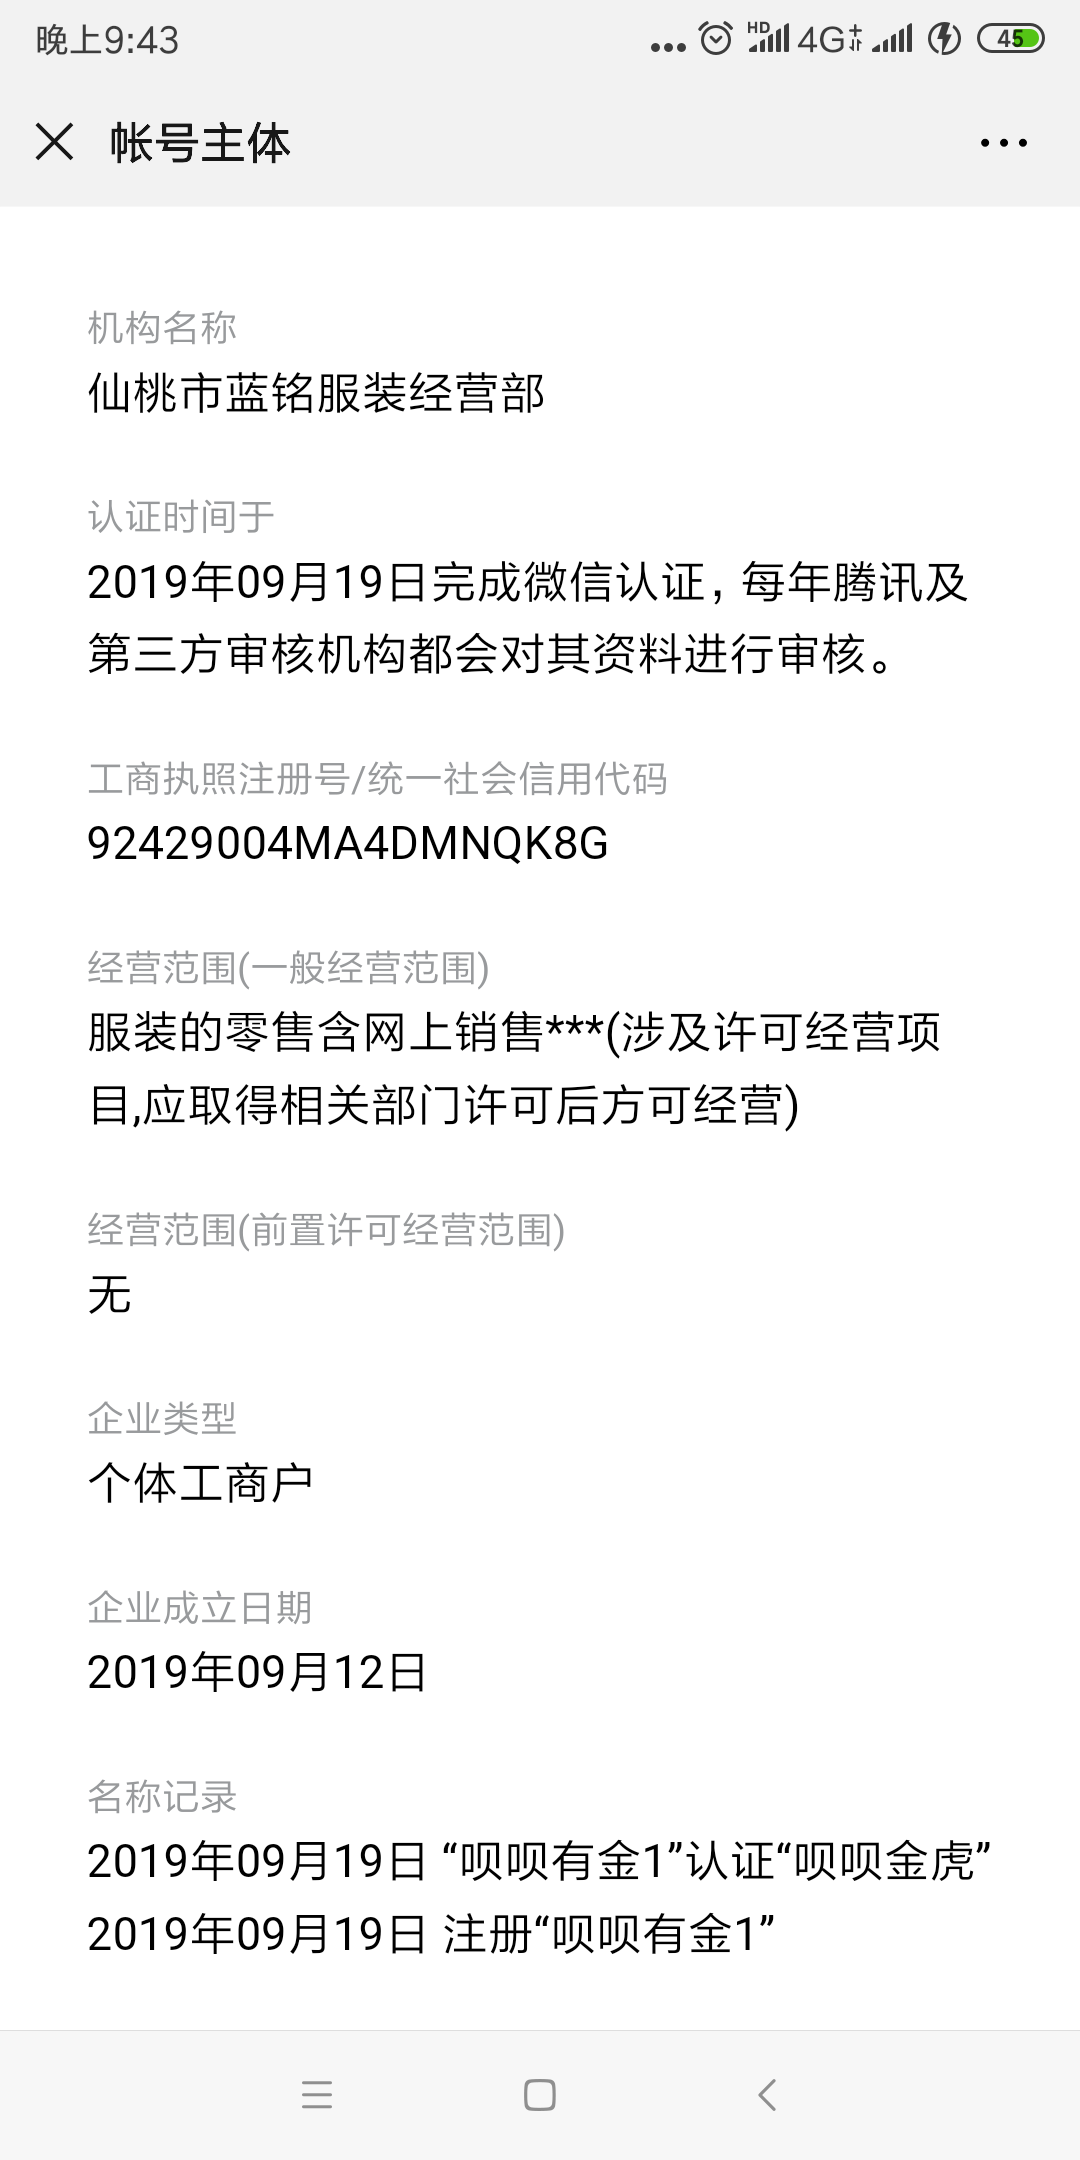 晚上9:43
HD 4G 45
帐号主体
机构名称
仙桃市蓝铭服装经营部
认证时间于
2019年09月19日完成微信认证，每年腾讯及
第三方审核机构都会对其资料进行审核。
工商执照注册号/统一社会信用代码
92429004MA4DMNQK8G
经营范围(一般经营范围)
服装的零售含网上销售***(涉及许可经营项
目,应取得相关部门许可后方可经营)
经营范围(前置许可经营范围)
无
企业类型
个体工商户
企业成立日期
2019年09月12日
名称记录
2019年09月19日 “呗呗有金1”认证“呗呗金虎”
2019年09月19日 注册“呗呗有金1”